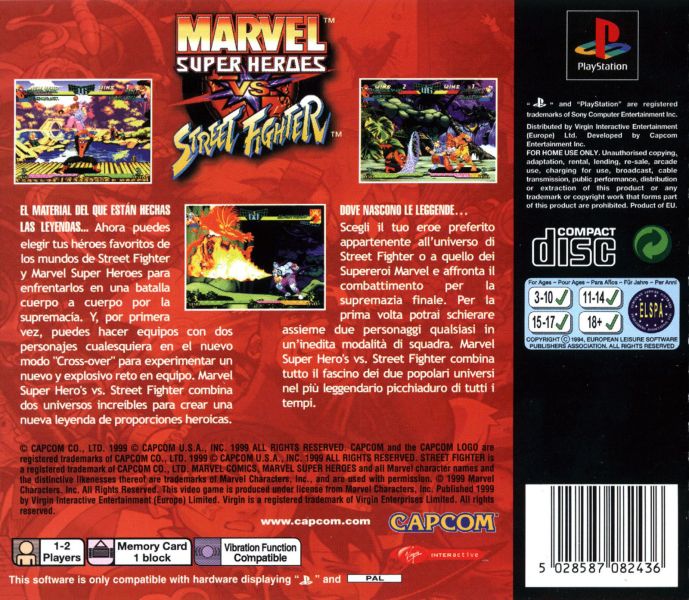 MARVEL™
SUPER HEROES
VS
STREET FIGHTER™
EL MATERIAL DEL QUE ESTÁN HECHAS
LAS LEYENDAS... Ahora puedes
elegir tus héroes favoritos de
los mundos de Street Fighter
y Marvel Super Heroes para
enfrentarlos en una batalla
cuerpo a cuerpo por la
supremacía. Y, por primera
vez, puedes hacer equipos con dos
personajes cualesquiera en el nuevo
modo "Cross-over" para experimentar un
nuevo y explosivo reto en equipo. Marvel
Super Hero's vs. Street Fighter combina
dos universos increíbles para crear una
nueva leyenda de proporciones heroicas.
DOVE NASCONO LE LEGGENDE...
Scegli il tuo eroe preferito
appartenente all'universo di
Street Fighter o a quello dei
Supereroi Marvel e affronta il
combattimento per la
supremazia finale. Per la
prima volta potrai schierare
assieme due personaggi qualsiasi in
un'inedita modalità di squadra. Marvel
Super Hero's vs. Street Fighter combina
tutto il fascino dei due popolari universi
nel più leggendario picchiaduro di tutti i
tempi.
© CAPCOM CO., LTD. 1999 © CAPCOM U.S.A., INC. 1999 ALL RIGHTS RESERVED. CAPCOM and the CAPCOM LOGO are
registered trademarks of CAPCOM CO., LTD. © CAPCOM U.S.A., INC. 1999 ALL RIGHTS RESERVED. STREET FIGHTER is
a registered trademark of CAPCOM CO., LTD. MARVEL COMICS, MARVEL SUPER HEROES and all Marvel character names and
the distinctive likenesses thereof are trademarks of Marvel Characters, Inc., and are used with permission. © 1999 Marvel
Characters, Inc. All Rights Reserved. This video game is produced under license from Marvel Characters, Inc. Published 1999
by Virgin Interactive Entertainment (Europe) Limited. Virgin is a registered trademark of Virgin Enterprises Limited. All rights
reserved.
www.capcom.com
CAPCOM
1-2
Players
Memory Card
1 block
Vibration Function
Compatible
Virgin INTERactive
This software is only compatible with hardware displaying " " and PAL
PlayStation
" " and "PlayStation" are registered
trademarks of Sony Computer Entertainment Inc.
Distributed by Virgin Interactive Entertainment
(Europe) Ltd. Developed by Capcom
Entertainment Inc.
FOR HOME USE ONLY. Unauthorised copying,
adaptation, rental, lending, re-sale, arcade
use, charging for use, broadcast, cable
transmission, public performance, distribution
or extraction of this product or any
trademark or copyright work that forms part
of this product are prohibited. Product of EU.
COMPACT
disc
For Ages - Pour Ages - Para Años - Für Jahre - Per Anni
3-10 11-14
15-17 18+
ELSPA
COPYRIGHT © 1994, EUROPEAN LEISURE SOFTWARE
PUBLISHERS ASSOCIATION. ALL RIGHTS RESERVED
5 028587 082436